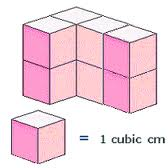 = 1 cubic cm